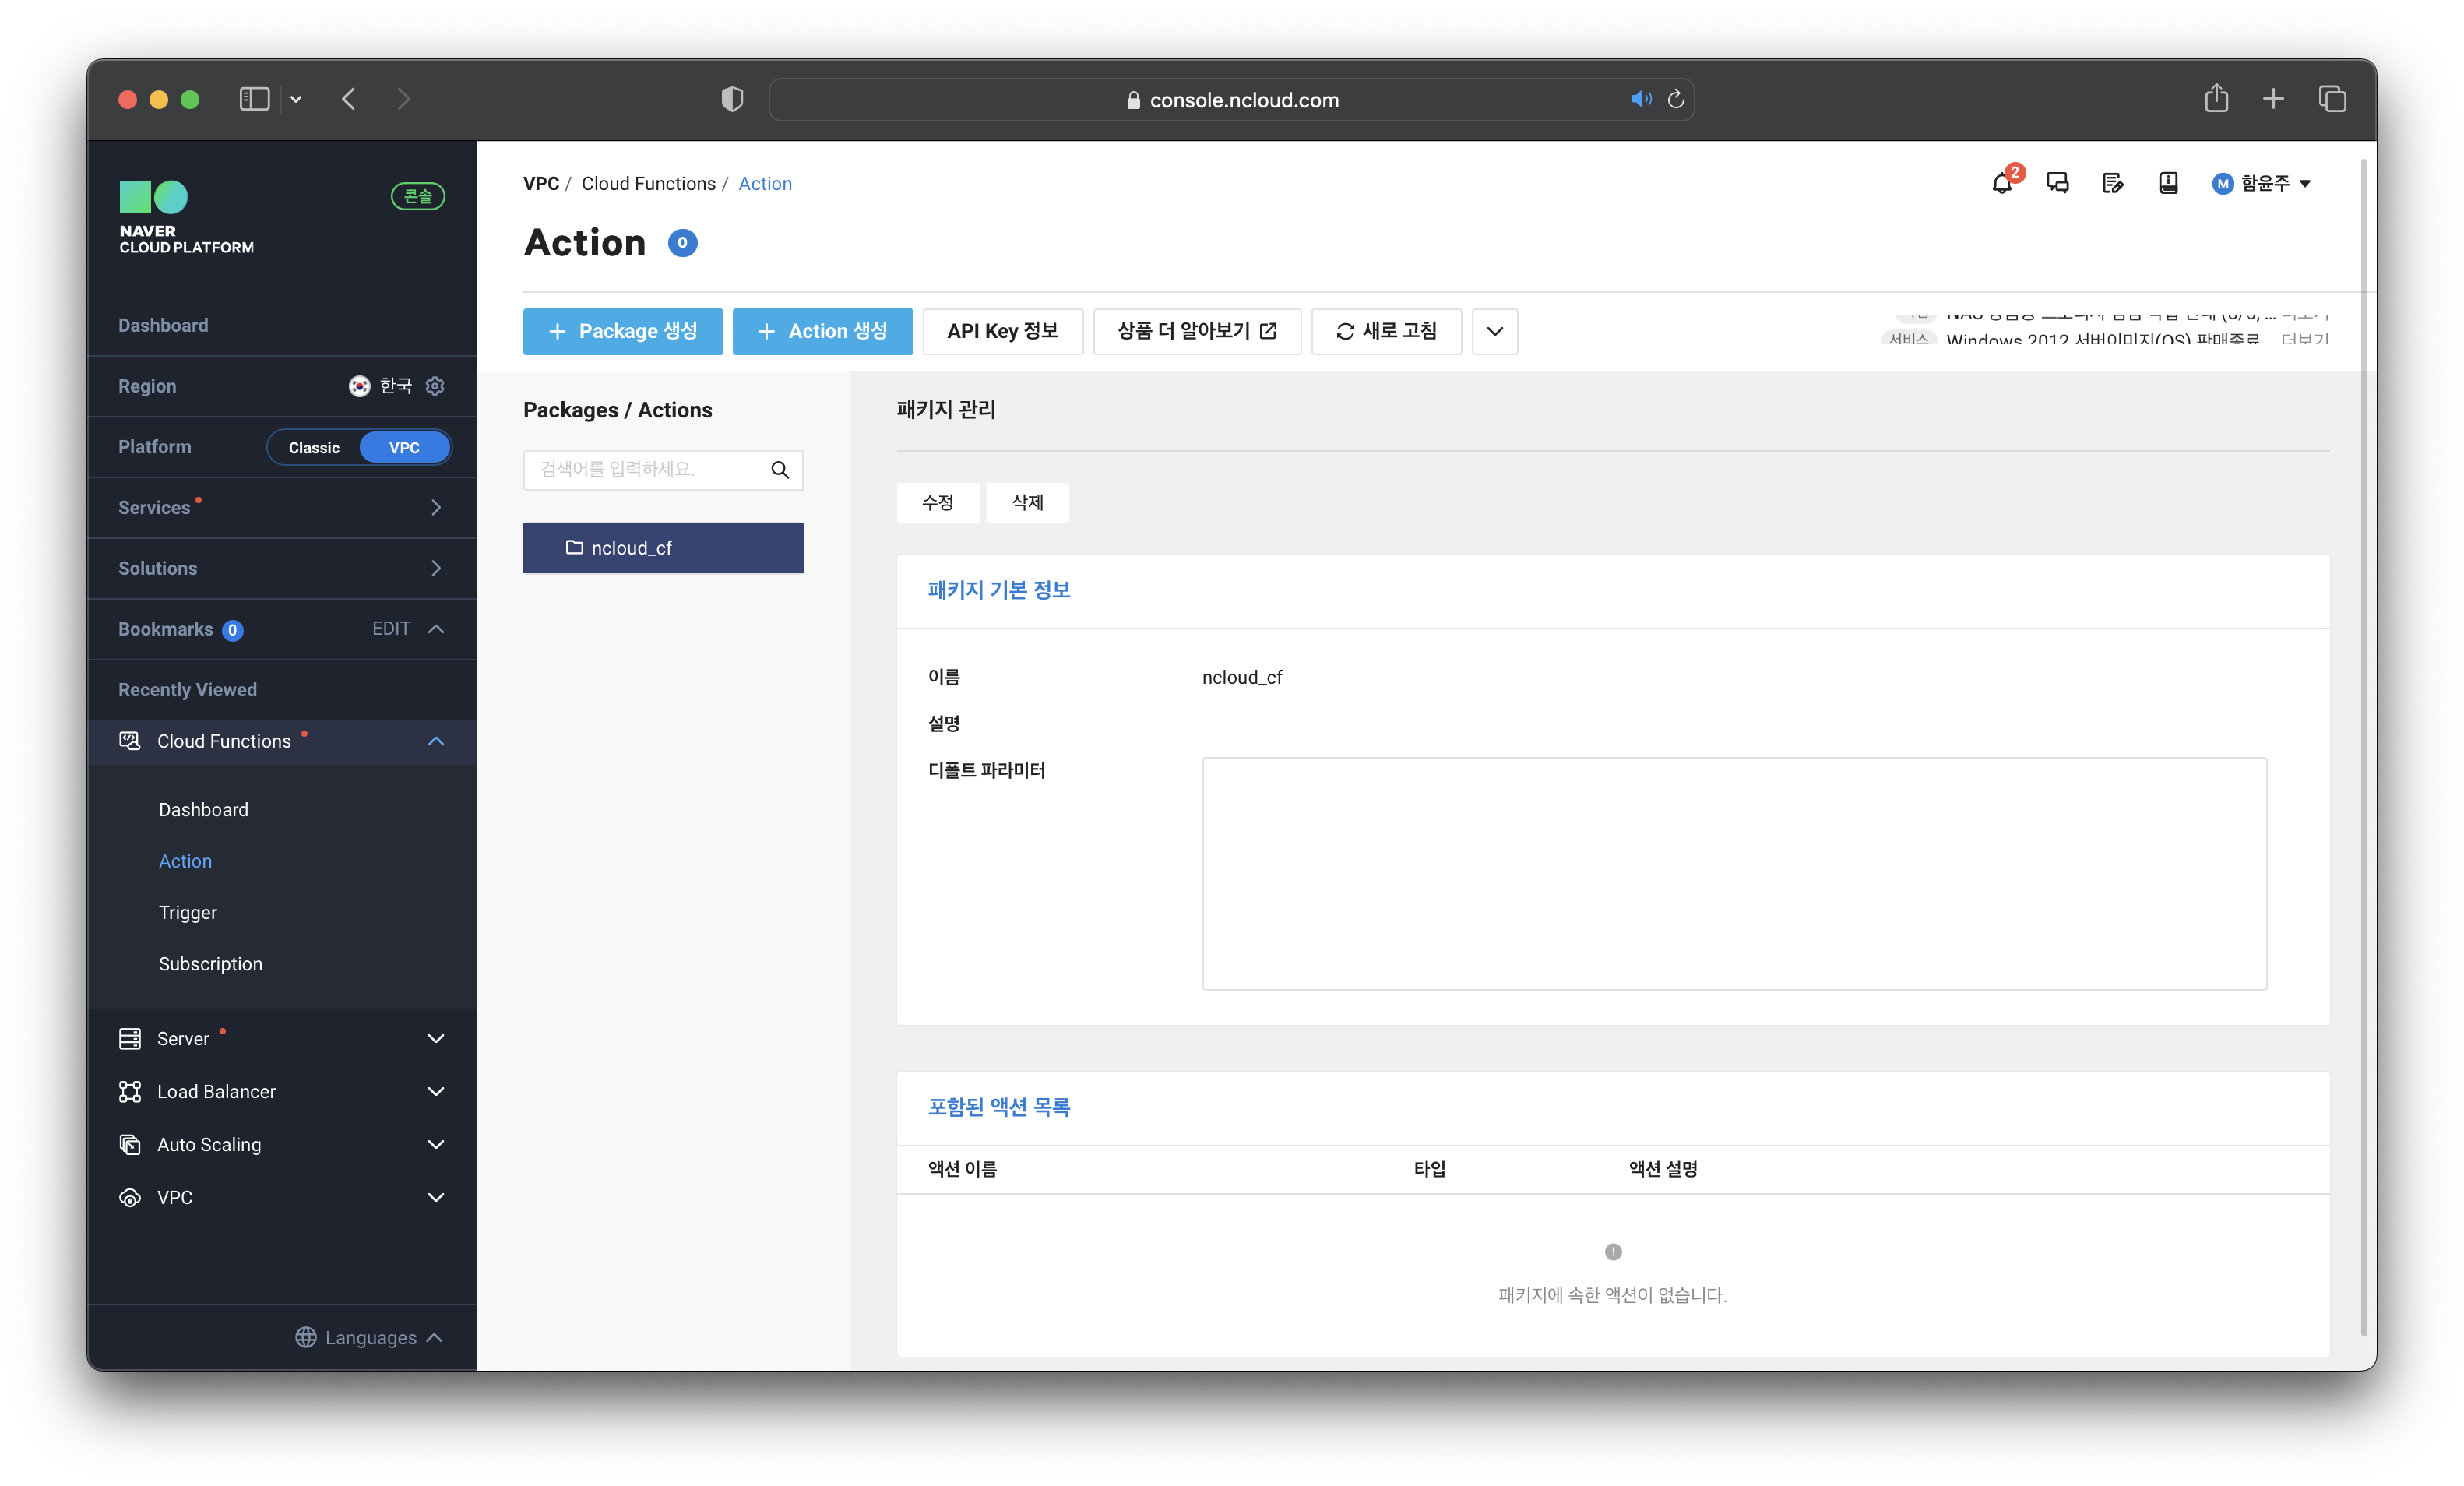 console.ncloud.com
NAVER
CLOUD PLATFORM
콘솔
Dashboard
Region 한국
Platform Classic VPC
Services
Solutions
Bookmarks 0 EDIT
Recently Viewed
Cloud Functions
Dashboard
Action
Trigger
Subscription
Server
Load Balancer
Auto Scaling
VPC
Languages
VPC / Cloud Functions / Action
2
M 함윤주
Action 0
+ Package 생성
+ Action 생성
API Key 정보
상품 더 알아보기
새로 고침
서비스 Windows 2012 서버이미지(OS) 판매종료 더보기
Packages / Actions
검색어를 입력하세요.
ncloud_cf
패키지 관리
수정 삭제
패키지 기본 정보
이름 ncloud_cf
설명
디폴트 파라미터
포함된 액션 목록
액션 이름 타입 액션 설명
패키지에 속한 액션이 없습니다.